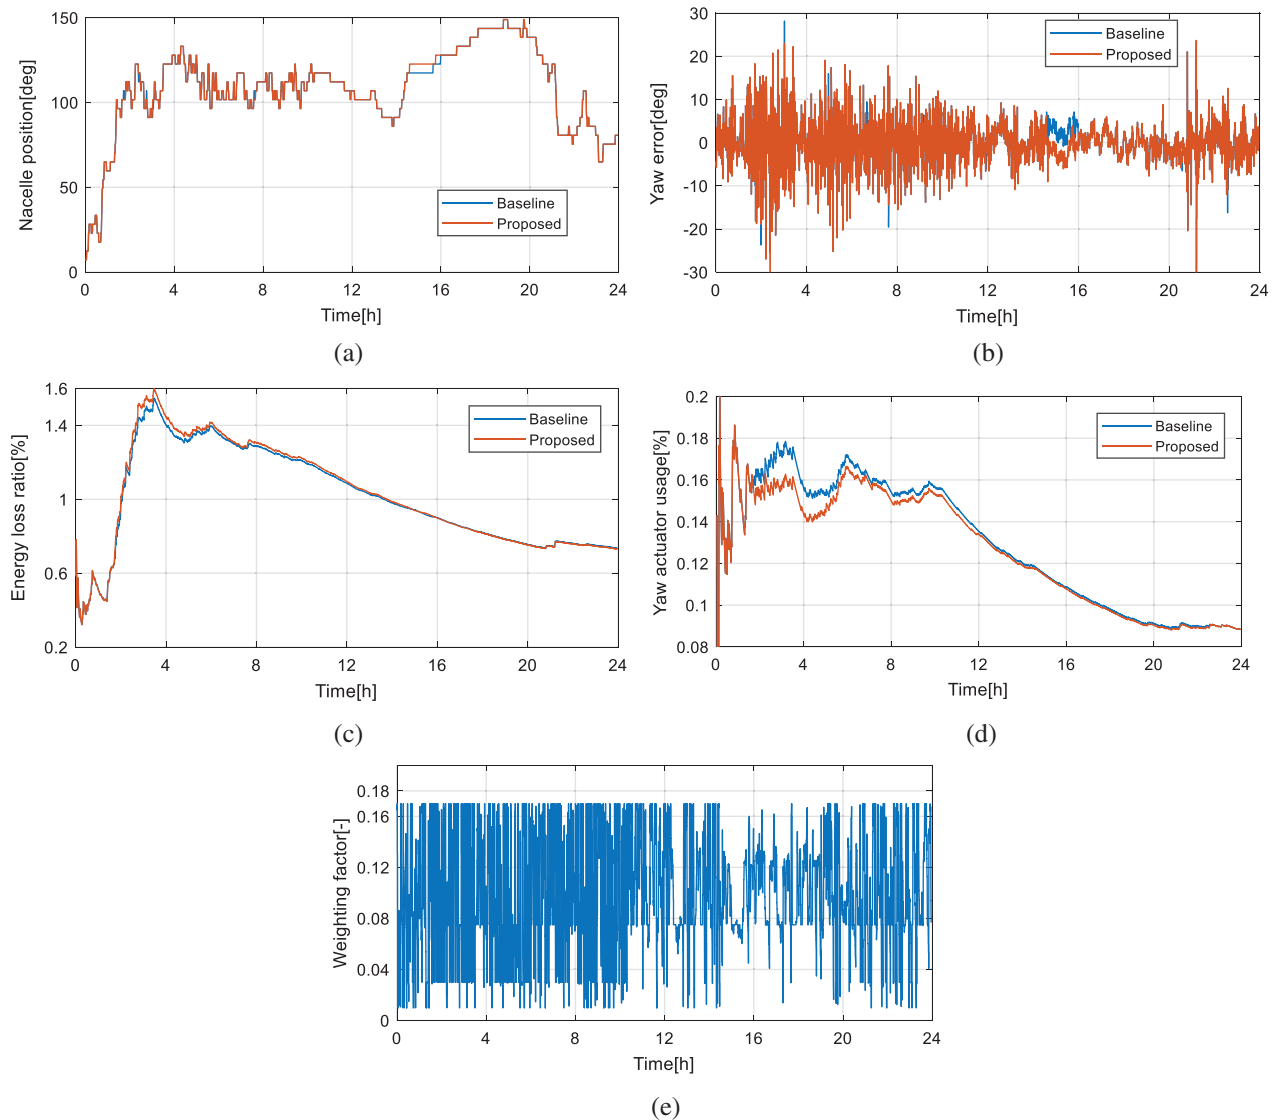 150
100
50
0
Nacelle position[deg]
Baseline
Proposed
0 4 8 12 16 20 24
Time[h]
(a)
30
20
10
0
-10
-20
-30
Yaw error[deg]
Baseline
Proposed
0 4 8 12 16 20 24
Time[h]
(b)
1.6
1.4
1
0.6
0.2
Energy loss ratio[%]
Baseline
Proposed
0 4 8 12 16 20 24
Time[h]
(c)
0.2
0.18
0.16
0.14
0.12
0.1
0.08
Yaw actuator usage[%]
Baseline
Proposed
0 4 8 12 16 20 24
Time[h]
(d)
0.18
0.16
0.12
0.08
0.04
0
Weighting factor[-]
0 4 8 12 16 20 24
Time[h]
(e)